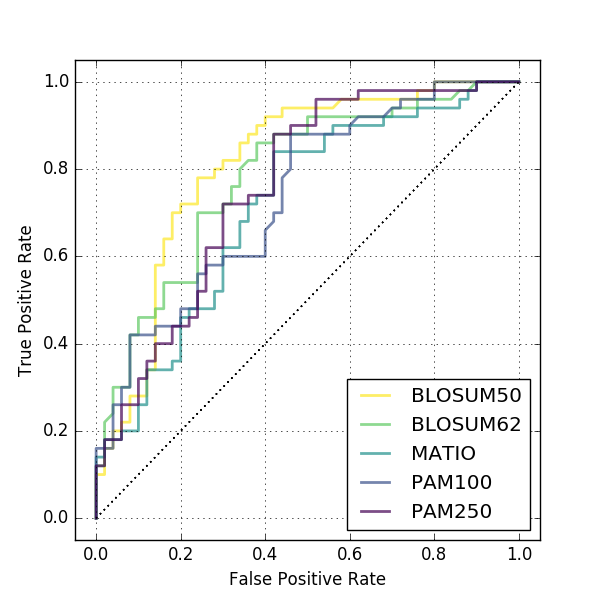 1.0
0.8
0.6
0.4
0.2
0.0
True Positive Rate
BLOSUM50
BLOSUM62
MATIO
PAM100
PAM250
0.0 0.2 0.4 0.6 0.8 1.0
False Positive Rate